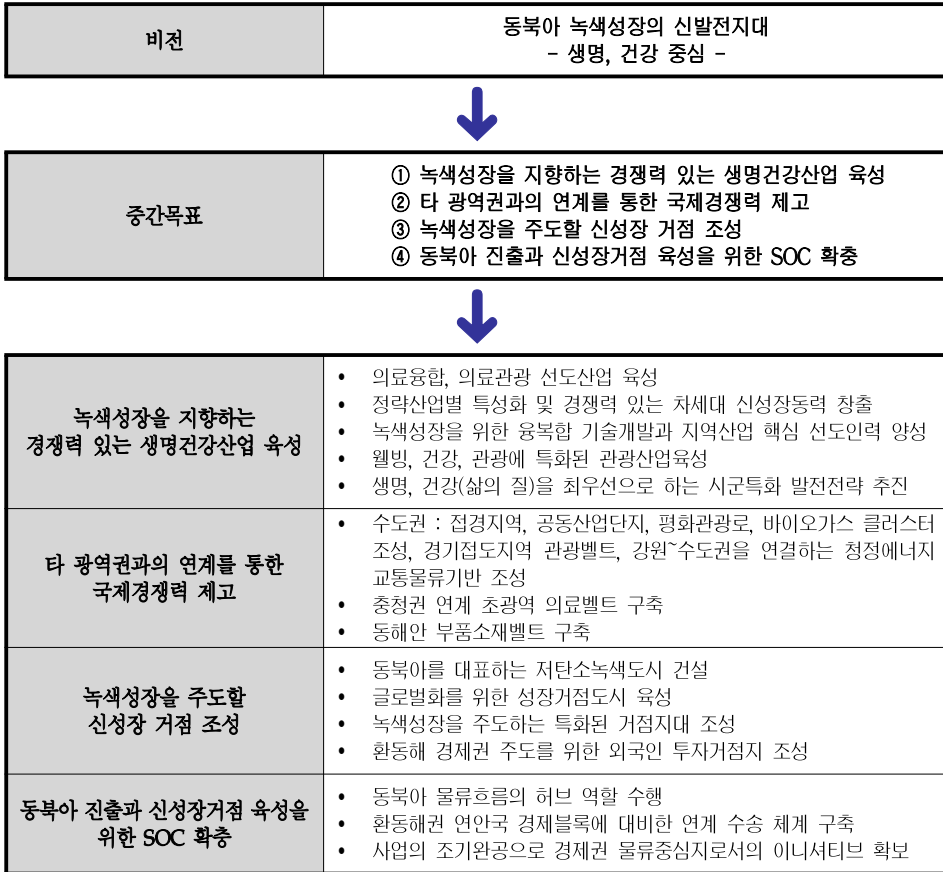 비전
동북아 녹색성장의 신발전지대
- 생명, 건강 중심 -
중간목표
① 녹색성장을 지향하는 경쟁력 있는 생명건강산업 육성
② 타 광역권과의 연계를 통한 국제경쟁력 제고
③ 녹색성장을 주도할 신성장 거점 조성
④ 동북아 진출과 신성장거점 육성을 위한 SOC 확충
녹색성장을 지향하는
경쟁력 있는 생명건강산업 육성
• 의료융합, 의료관광 선도산업 육성
• 정략산업별 특성화 및 경쟁력 있는 차세대 신성장동력 창출
• 녹색성장을 위한 융복합 기술개발과 지역산업 핵심 선도인력 양성
• 웰빙, 건강, 관광에 특화된 관광산업육성
• 생명, 건강(삶의 질)을 최우선으로 하는 시군특화 발전전략 추진
타 광역권과의 연계를 통한
국제경쟁력 제고
• 수도권 : 접경지역, 공동산업단지, 평화관광로, 바이오가스 클러스터
조성, 경기접도지역 관광벨트, 강원~수도권을 연결하는 청정에너지
교통물류기반 조성
• 충청권 연계 초광역 의료벨트 구축
• 동해안 부품소재벨트 구축
녹색성장을 주도할
신성장 거점 조성
• 동북아를 대표하는 저탄소녹색도시 건설
• 글로벌화를 위한 성장거점도시 육성
• 녹색성장을 주도하는 특화된 거점지대 조성
• 환동해 경제권 주도를 위한 외국인 투자거점지 조성
동북아 진출과 신성장거점 육성을
위한 SOC 확충
• 동북아 물류흐름의 허브 역할 수행
• 환동해권 연안국 경제블록에 대비한 연계 수송 체계 구축
• 사업의 조기완공으로 경제권 물류중심지로서의 이니셔티브 확보